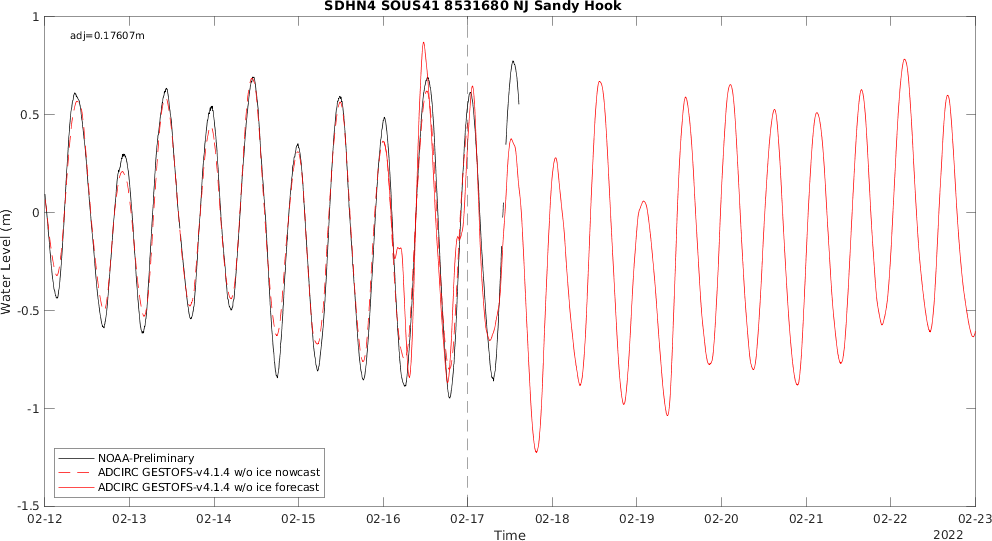 SDHN4 SOUS41 8531680 NJ Sandy Hook
adj=0.17607m
1
0.5
0
-0.5
-1
-1.5
Water Level (m)
NOAA-Preliminary
ADCIRC GESTOFS-v4.1.4 w/o ice nowcast
ADCIRC GESTOFS-v4.1.4 w/o ice forecast
02-12 02-13 02-14 02-15 02-16 02-17 02-18 02-19 02-20 02-21 02-22 02-23
Time
2022